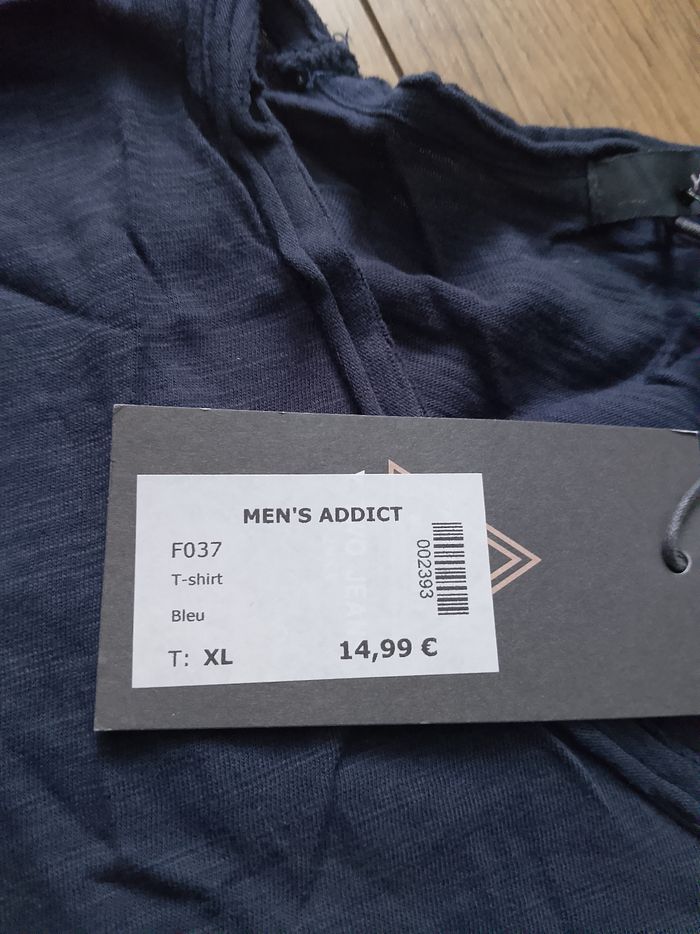 MEN'S ADDICT
F037
T-shirt
Bleu
T: XL
14,99 €
002393